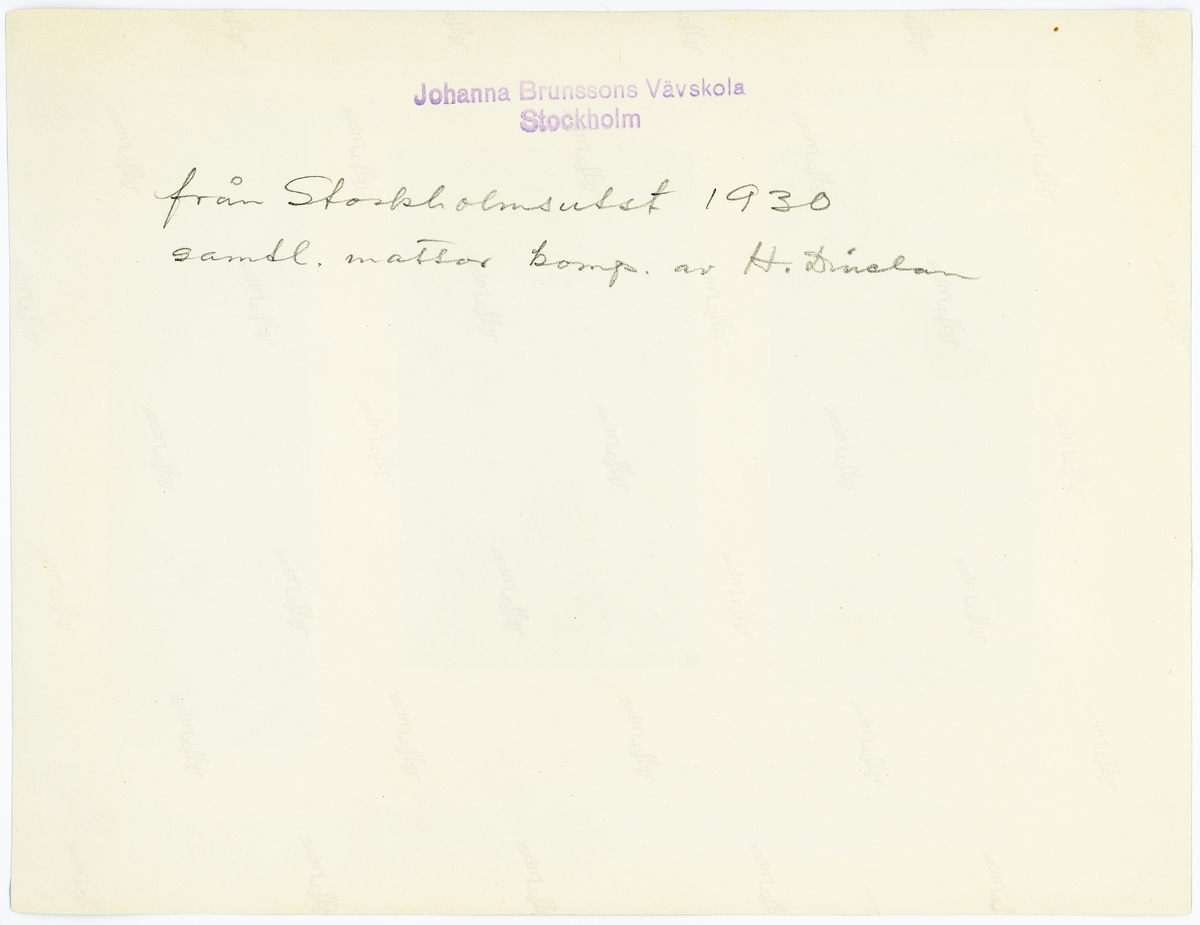 Johanna Brunssons Vävskola
Stockholm
från Stockholmsutst 1930
samtl. mattor komp. av H.